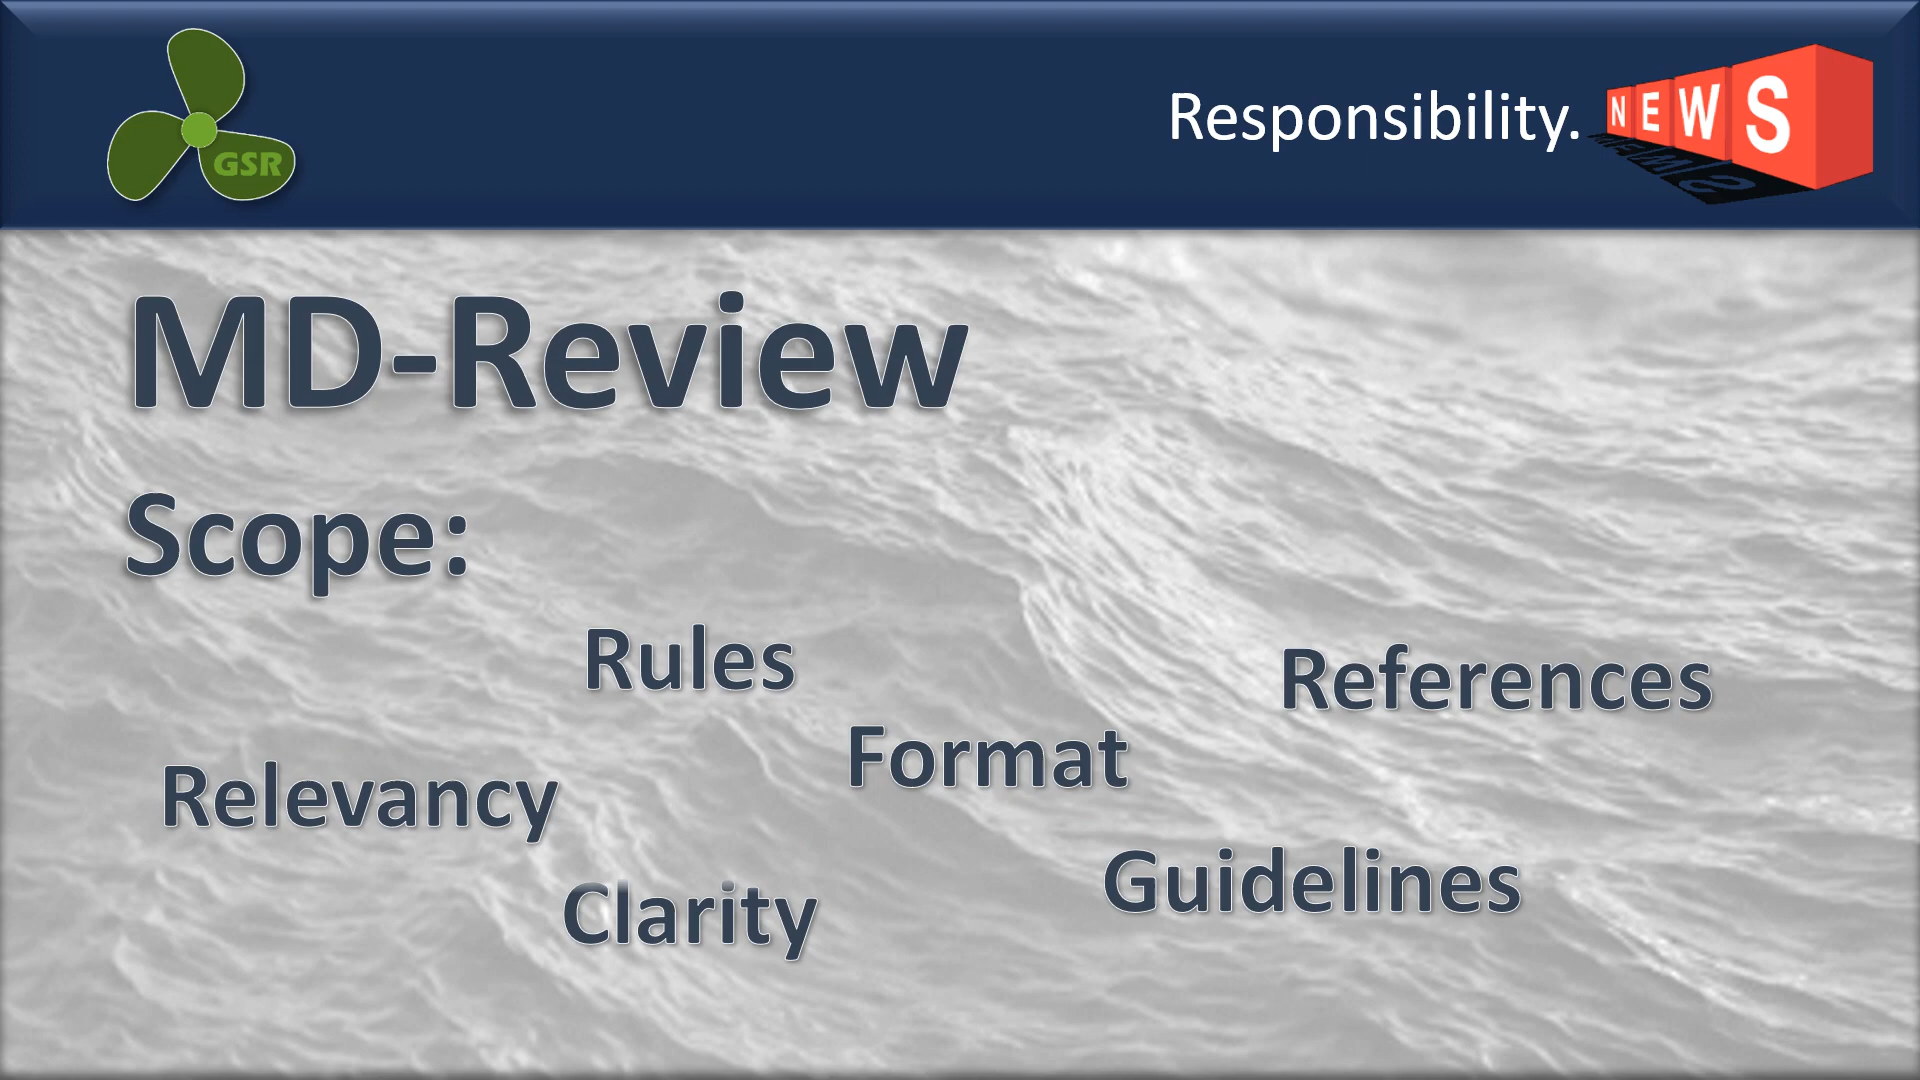 GSR
Responsibility.
NEWS
MD-Review
Scope:
Rules
References
Format
Relevancy
Guidelines
Clarity